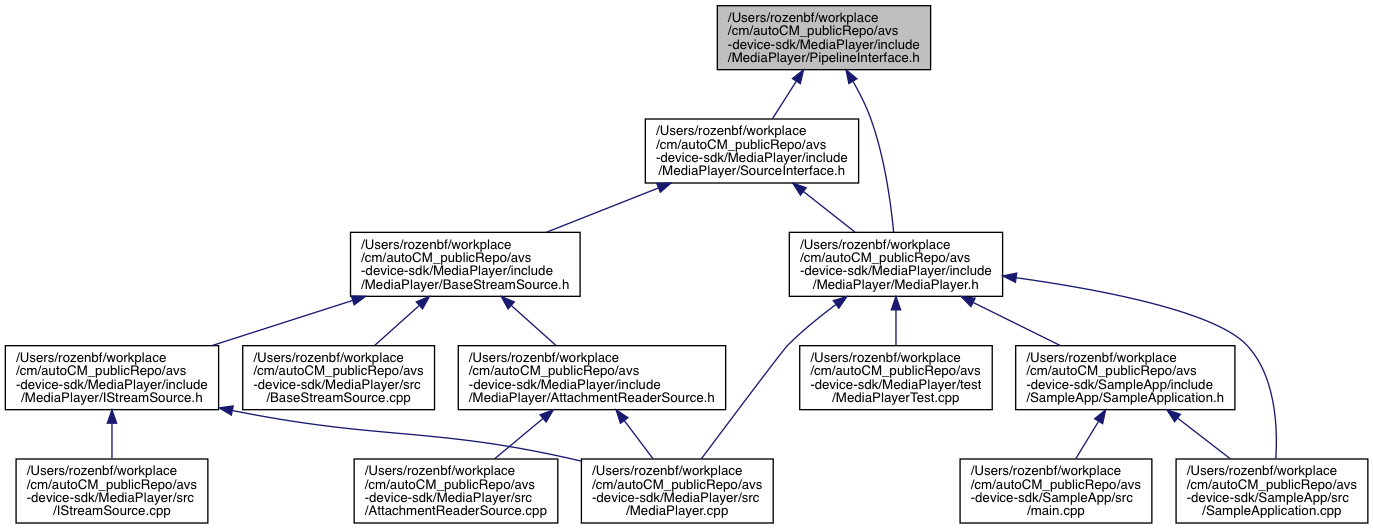 /Users/rozenbf/workplace
/cm/autoCM_publicRepo/avs
-device-sdk/MediaPlayer/include
/MediaPlayer/PipelineInterface.h
/Users/rozenbf/workplace
/cm/autoCM_publicRepo/avs
-device-sdk/MediaPlayer/include
/MediaPlayer/SourceInterface.h
/Users/rozenbf/workplace
/cm/autoCM_publicRepo/avs
-device-sdk/MediaPlayer/include
/MediaPlayer/BaseStreamSource.h
/Users/rozenbf/workplace
/cm/autoCM_publicRepo/avs
-device-sdk/MediaPlayer/include
/MediaPlayer/MediaPlayer.h
/Users/rozenbf/workplace
/cm/autoCM_publicRepo/avs
-device-sdk/MediaPlayer/include
/MediaPlayer/IStreamSource.h
/Users/rozenbf/workplace
/cm/autoCM_publicRepo/avs
-device-sdk/MediaPlayer/src
/BaseStreamSource.cpp
/Users/rozenbf/workplace
/cm/autoCM_publicRepo/avs
-device-sdk/MediaPlayer/include
/MediaPlayer/AttachmentReaderSource.h
/Users/rozenbf/workplace
/cm/autoCM_publicRepo/avs
-device-sdk/MediaPlayer/test
/MediaPlayerTest.cpp
/Users/rozenbf/workplace
/cm/autoCM_publicRepo/avs
-device-sdk/SampleApp/include
/SampleApp/SampleApplication.h
/Users/rozenbf/workplace
/cm/autoCM_publicRepo/avs
-device-sdk/MediaPlayer/src
/IStreamSource.cpp
/Users/rozenbf/workplace
/cm/autoCM_publicRepo/avs
-device-sdk/MediaPlayer/src
/AttachmentReaderSource.cpp
/Users/rozenbf/workplace
/cm/autoCM_publicRepo/avs
-device-sdk/MediaPlayer/src
/MediaPlayer.cpp
/Users/rozenbf/workplace
/cm/autoCM_publicRepo/avs
-device-sdk/SampleApp/src
/main.cpp
/Users/rozenbf/workplace
/cm/autoCM_publicRepo/avs
-device-sdk/SampleApp/src
/SampleApplication.cpp